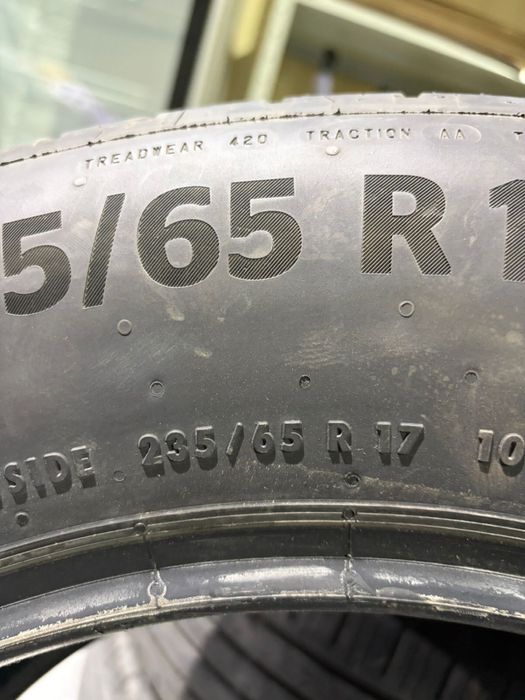 TREADWEAR 420 TRACTION AA T
5/65 R 1
SIDE 235/65 R 17 10